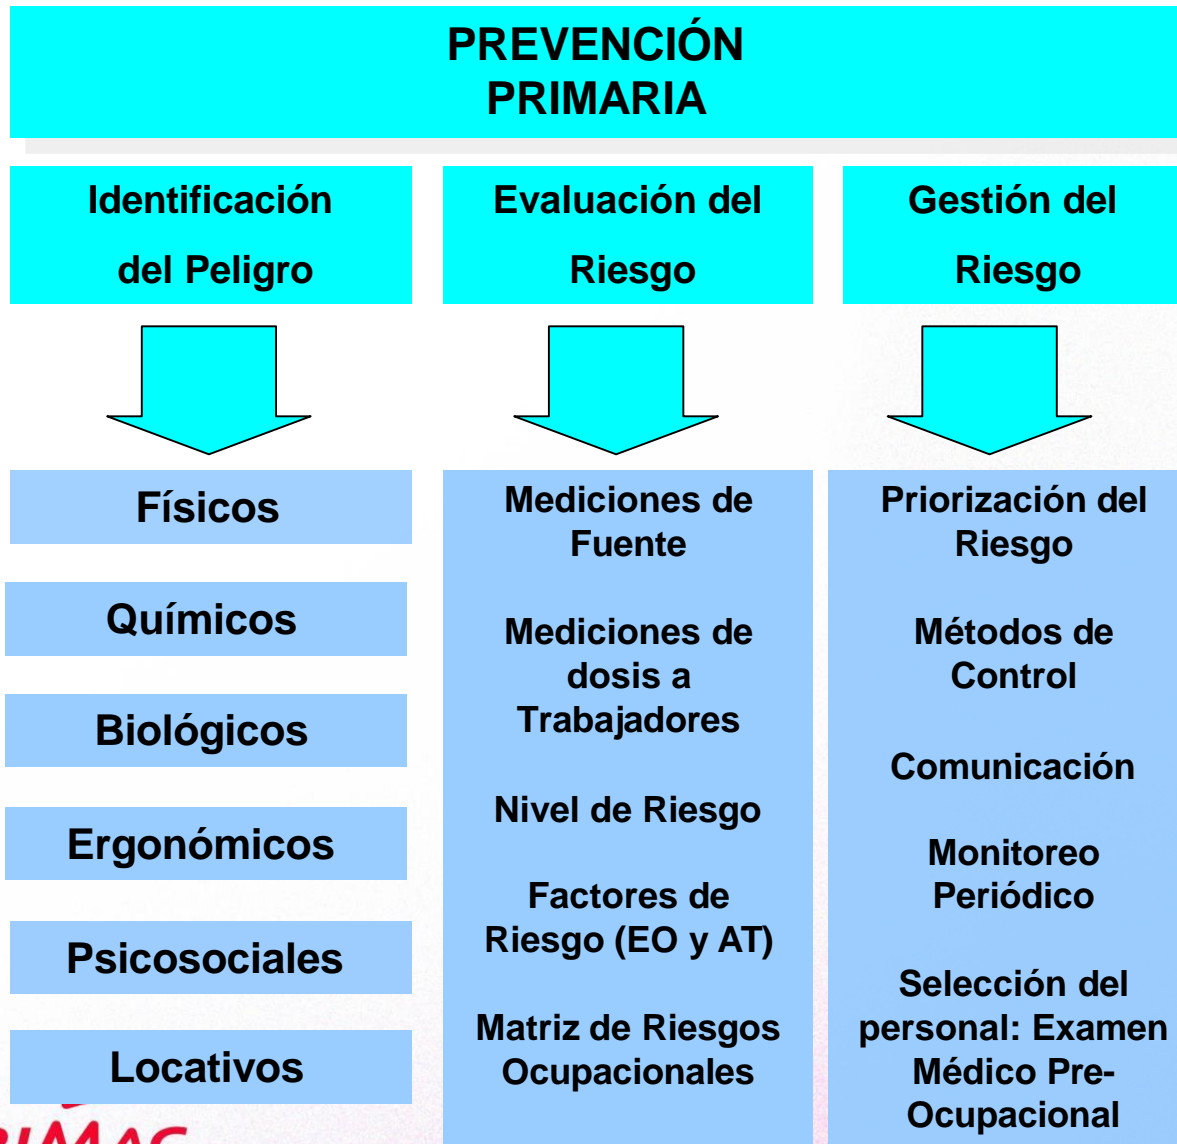 PREVENCIÓN
PRIMARIA
Identificación
del Peligro
Físicos
Químicos
Biológicos
Ergonómicos
Psicosociales
Locativos
Evaluación del
Riesgo
Mediciones de
Fuente
Mediciones de
dosis a
Trabajadores
Nivel de Riesgo
Factores de
Riesgo (EO y AT)
Matriz de Riesgos
Ocupacionales
Gestión del
Riesgo
Priorización del
Riesgo
Métodos de
Control
Comunicación
Monitoreo
Periódico
Selección del
personal: Examen
Médico Pre-
Ocupacional